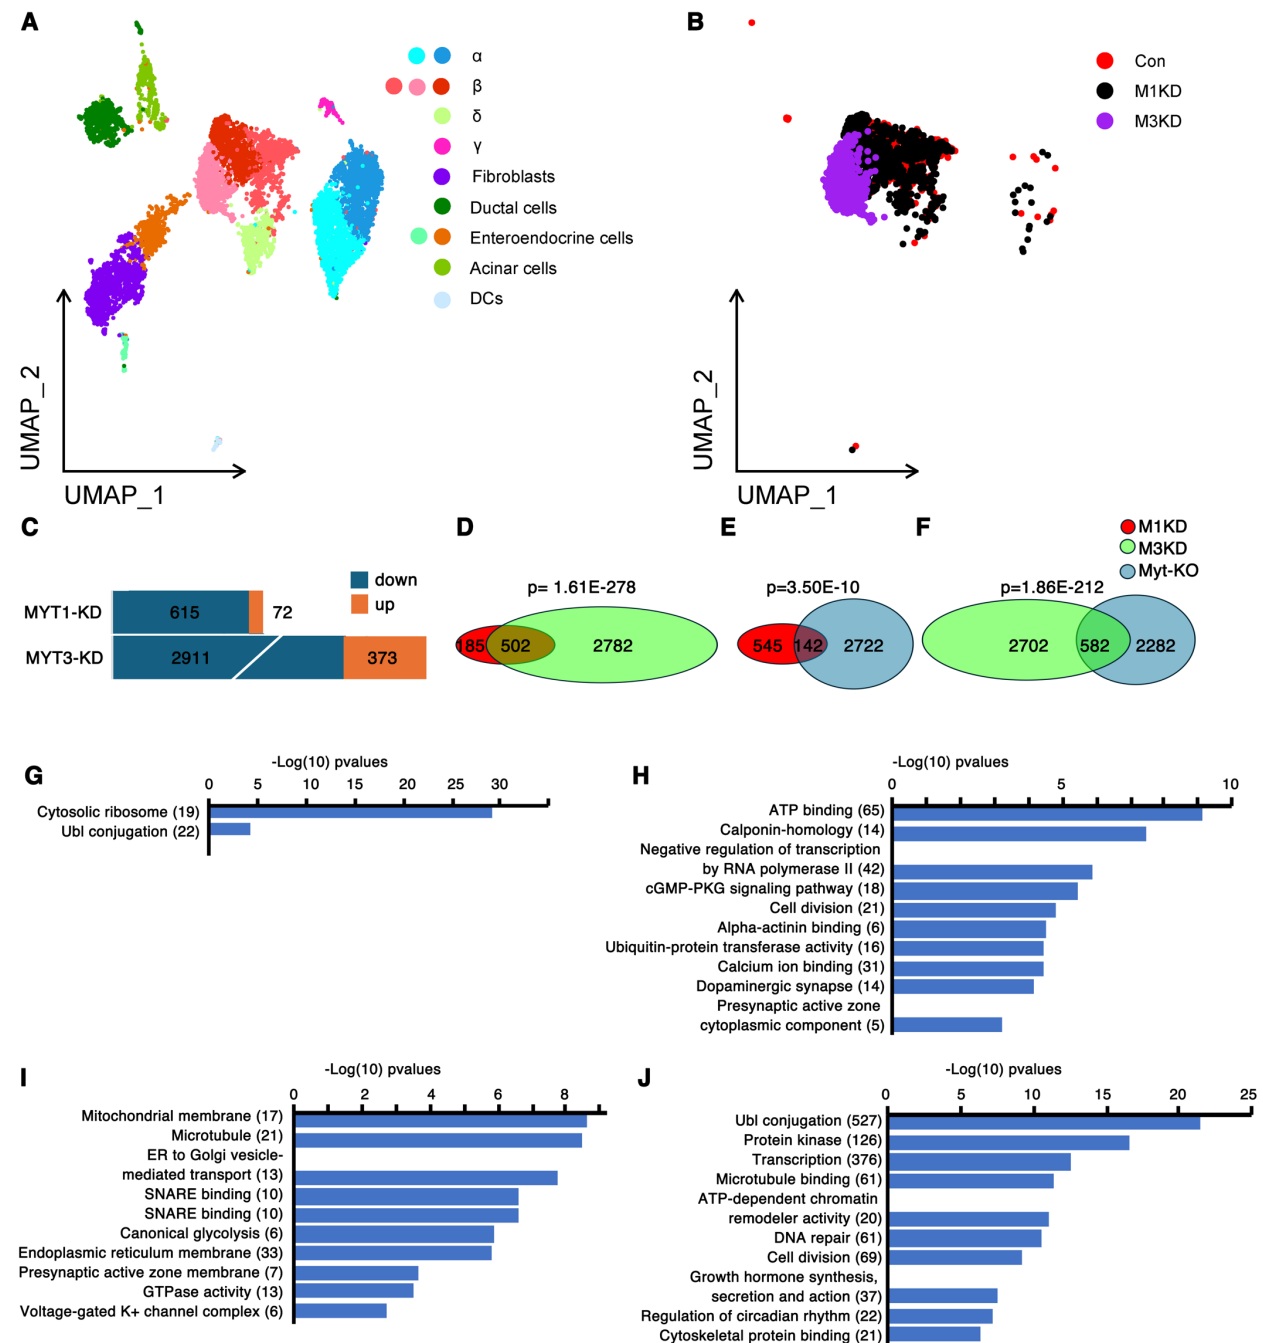 A
α
β
δ
γ
Fibroblasts
Ductal cells
Enteroendocrine cells
Acinar cells
DCs
UMAP_2
UMAP_1
B
Con
M1KD
M3KD
UMAP_2
UMAP_1
C
down
up
MYT1-KD
615
72
MYT3-KD
2911
373
D
p= 1.61E-278
185
502
2782
E
p=3.50E-10
545
142
2722
F
M1KD
M3KD
Myt-KO
p=1.86E-212
2702
582
2282
G
-Log(10) pvalues
0 5 10 15 20 25 30
Cytosolic ribosome (19)
Ubl conjugation (22)
H
-Log(10) pvalues
0 5 10
ATP binding (65)
Calponin-homology (14)
Negative regulation of transcription
by RNA polymerase II (42)
cGMP-PKG signaling pathway (18)
Cell division (21)
Alpha-actinin binding (6)
Ubiquitin-protein transferase activity (16)
Calcium ion binding (31)
Dopaminergic synapse (14)
Presynaptic active zone
cytoplasmic component (5)
I
-Log(10) pvalues
0 2 4 6 8
Mitochondrial membrane (17)
Microtubule (21)
ER to Golgi vesicle-
mediated transport (13)
SNARE binding (10)
SNARE binding (10)
Canonical glycolysis (6)
Endoplasmic reticulum membrane (33)
Presynaptic active zone membrane (7)
GTPase activity (13)
Voltage-gated K+ channel complex (6)
J
-Log(10) pvalues
0 5 10 15 20 25
Ubl conjugation (527)
Protein kinase (126)
Transcription (376)
Microtubule binding (61)
ATP-dependent chromatin
remodeler activity (20)
DNA repair (61)
Cell division (69)
Growth hormone synthesis,
secretion and action (37)
Regulation of circadian rhythm (22)
Cytoskeletal protein binding (21)